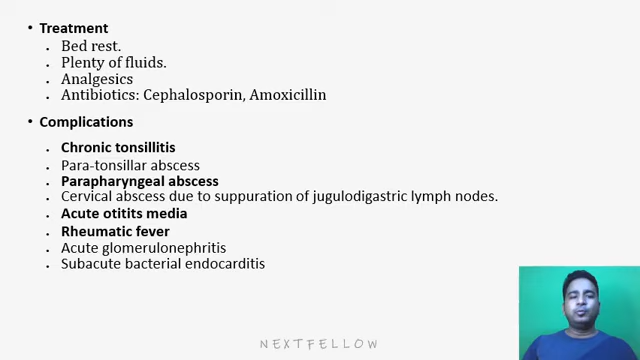 • Treatment
• Bed rest.
• Plenty of fluids.
• Analgesics
• Antibiotics: Cephalosporin, Amoxicillin
• Complications
• Chronic tonsillitis
• Para-tonsillar abscess
• Parapharyngeal abscess
• Cervical abscess due to suppuration of jugulodigastric lymph nodes.
• Acute otitits media
• Rheumatic fever
• Acute glomerulonephritis
• Subacute bacterial endocarditis
NEXTFELLOW